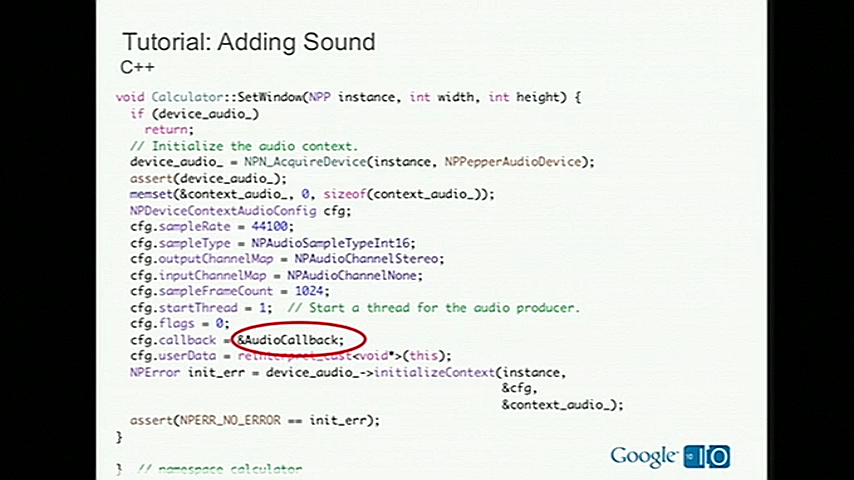 Tutorial: Adding Sound
C++
void Calculator::SetWindow(NPP instance, int width, int height) {
if (device_audio_)
return;
// Initialize the audio context.
device_audio_ = NPN_AcquireDevice(instance, NPPepperAudioDevice);
assert(device_audio_);
memset(&context_audio_, 0, sizeof(context_audio_));
NPDeviceContextAudioConfig cfg;
cfg.sampleRate = 44100;
cfg.sampleType = NPAudioSampleTypeInt16;
cfg.outputChannelMap = NPAudioChannelStereo;
cfg.inputChannelMap = NPAudioChannelNone;
cfg.sampleFrameCount = 1024;
cfg.startThread = 1;  // Start a thread for the audio producer.
cfg.flags = 0;
cfg.callback = &AudioCallback;
cfg.userData = reinterpret_cast<void*>(this);
NPError init_err = device_audio_->initializeContext(instance,
&cfg,
&context_audio_);
assert(NPERR_NO_ERROR == init_err);
}
}  // namespace calculator
Google 10 IO